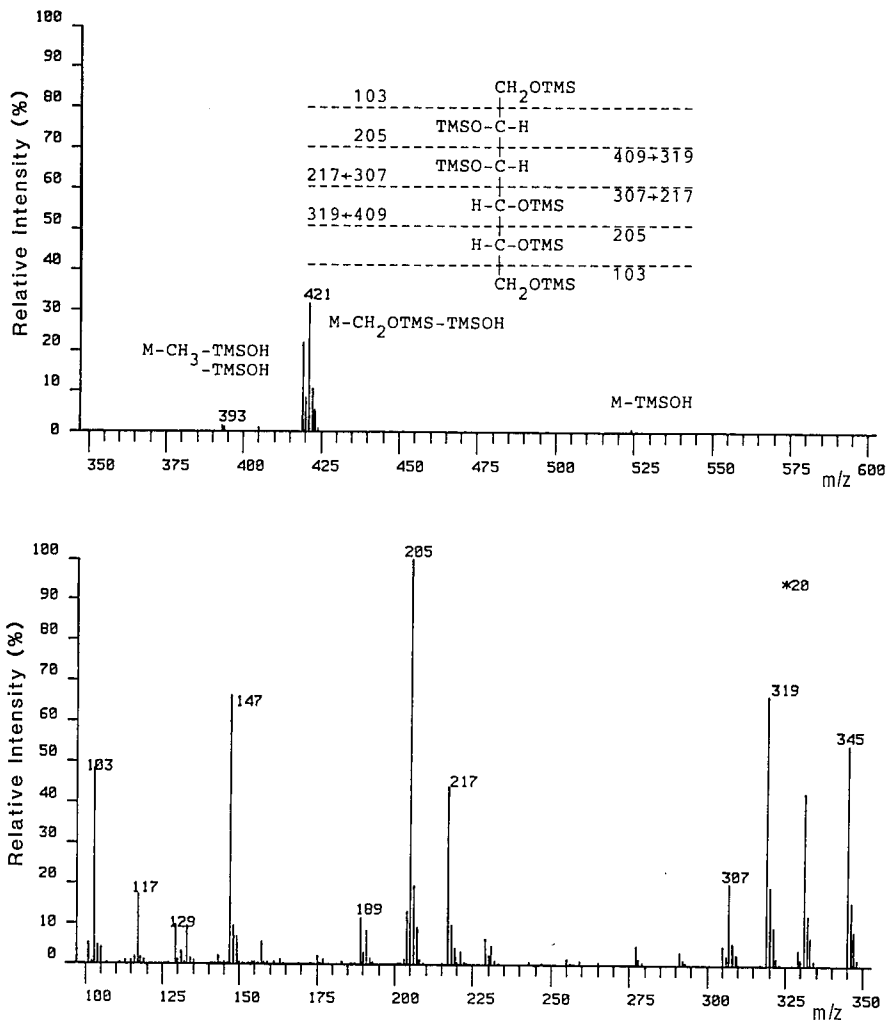 100
90
80
70
60
50
40
30
20
10
0
Relative Intensity (%)
CH2OTMS
103
TMSO-C-H
205
409→319
TMSO-C-H
217←307
307→217
H-C-OTMS
319←409
205
H-C-OTMS
103
CH2OTMS
421
M-CH2OTMS-TMSOH
M-CH3-TMSOH
-TMSOH
393
M-TMSOH
350 375 400 425 450 475 500 525 550 575 600
m/z
100
90
80
70
60
50
40
30
20
10
0
Relative Intensity (%)
205
*20
147
319
345
103
217
117
129
189
307
100 125 150 175 200 225 250 275 300 325 350
m/z